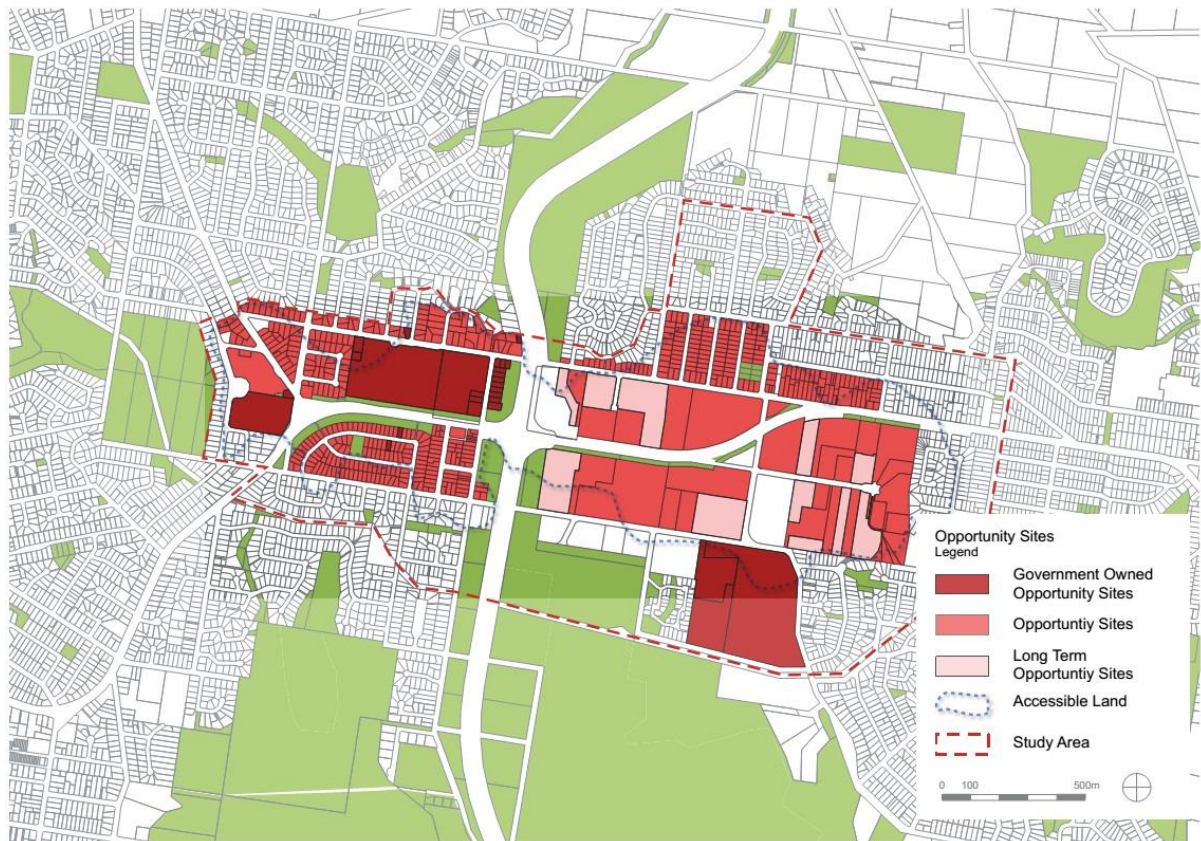 Opportunity Sites
Legend
Government Owned
Opportunity Sites
Opportuntiy Sites
Long Term
Opportuntiy Sites
Accessible Land
Study Area
0 100 500m